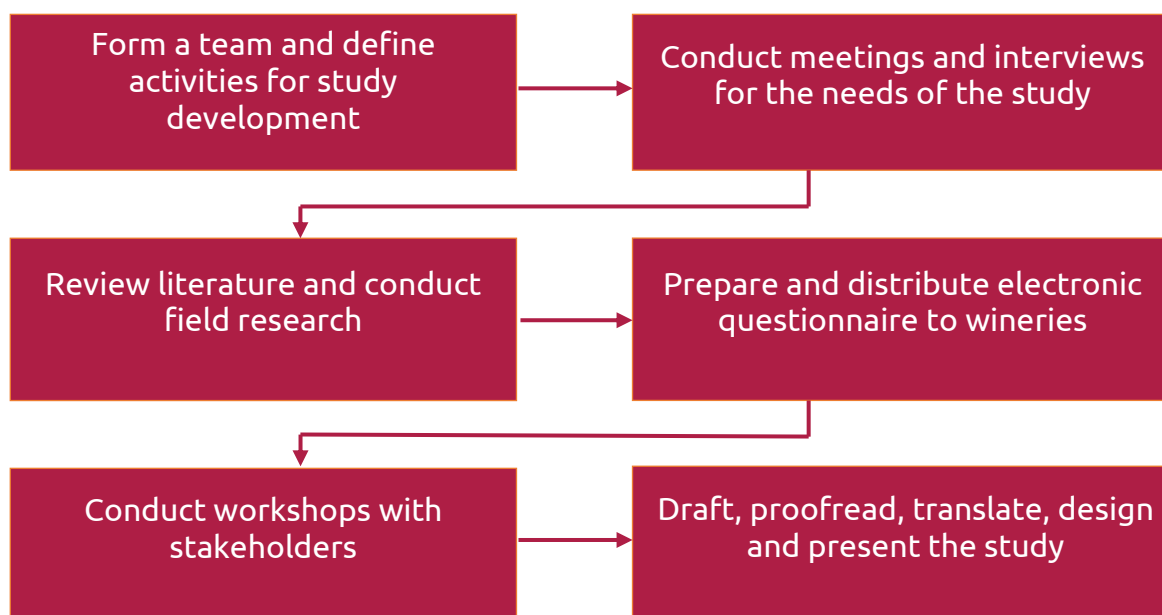 Form a team and define
activities for study
development
Conduct meetings and interviews
for the needs of the study
Review literature and conduct
field research
Prepare and distribute electronic
questionnaire to wineries
Conduct workshops with
stakeholders
Draft, proofread, translate, design
and present the study